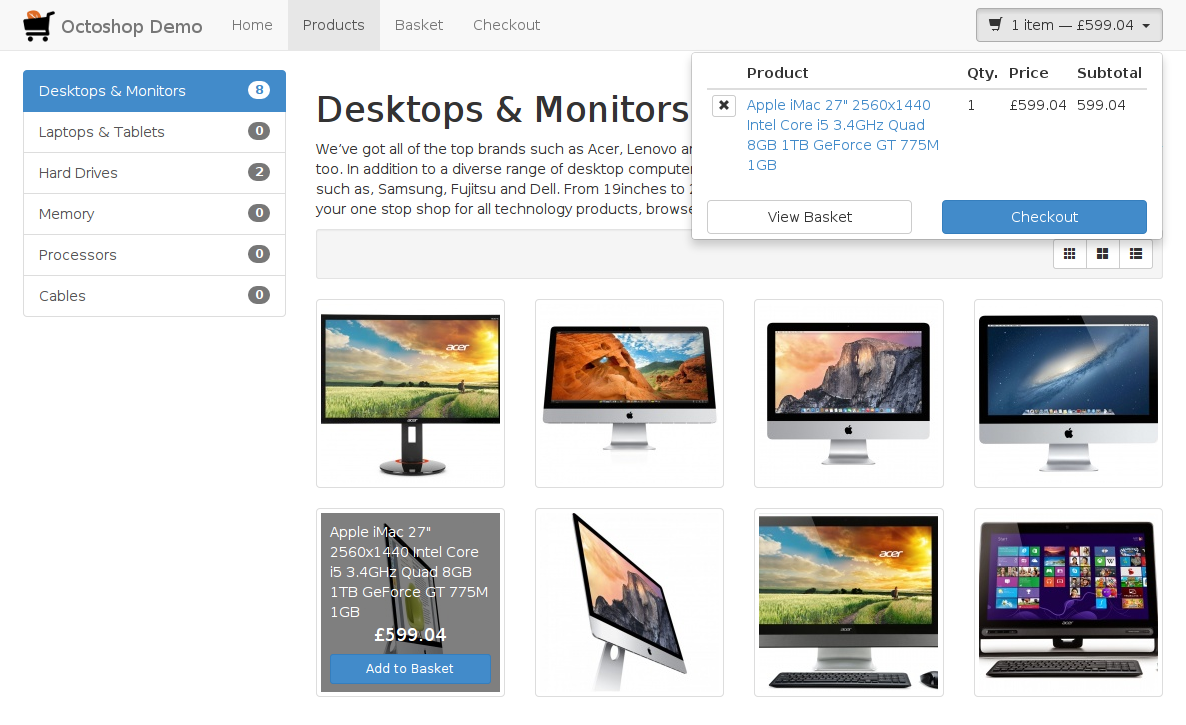 Octoshop Demo
Home
Products
Basket
Checkout
1 item — £599.04
Product Qty. Price Subtotal
Apple iMac 27" 2560x1440 1 £599.04 599.04
Intel Core i5 3.4GHz Quad
8GB 1TB GeForce GT 775M
1GB
View Basket
Checkout
Desktops & Monitors 8
Laptops & Tablets 0
Hard Drives 2
Memory 0
Processors 0
Cables 0
Desktops & Monitors
We’ve got all of the top brands such as Acer, Lenovo
too. In addition to a diverse range of desktop computer
such as, Samsung, Fujitsu and Dell. From 19inches to
your one stop shop for all technology products, browse
acer
acer
Apple iMac 27"
2560x1440 Intel Core
i5 3.4GHz Quad 8GB
1TB GeForce GT 775M
1GB
£599.04
Add to Basket
acer
acer
Start
acer